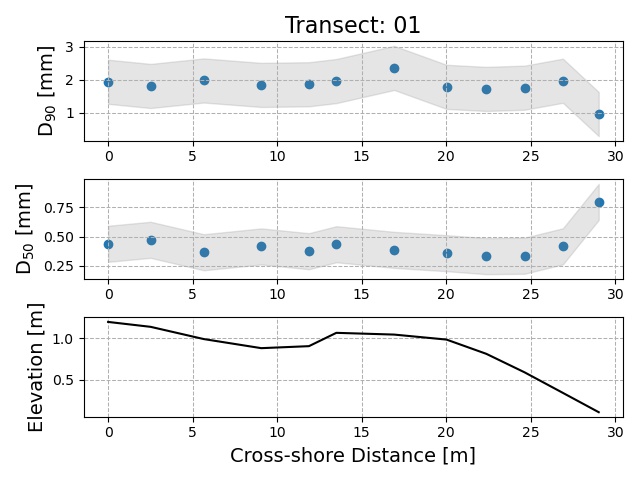 Transect: 01
D90 [mm]
3
2
1
0 5 10 15 20 25 30
D50 [mm]
0.75
0.50
0.25
0 5 10 15 20 25 30
Elevation [m]
1.0
0.5
0 5 10 15 20 25 30
Cross-shore Distance [m]